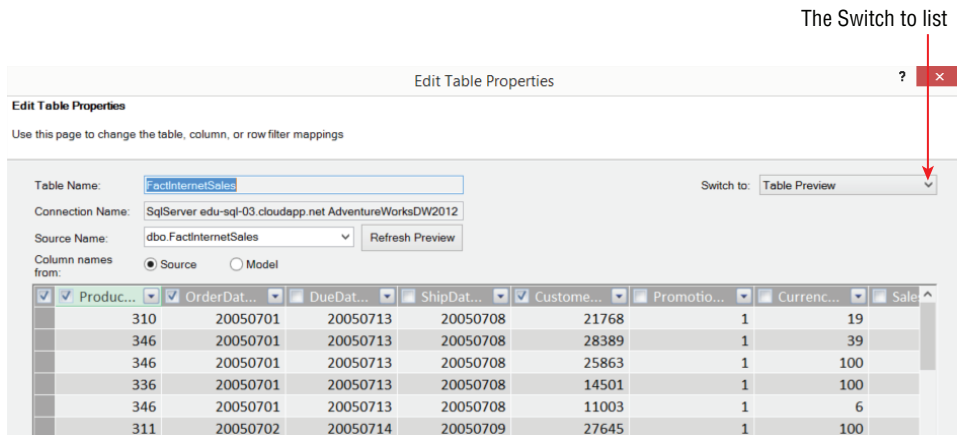 The Switch to list
Edit Table Properties
?
×
Edit Table Properties
Use this page to change the table, column, or row filter mappings
Table Name: FactInternetSales Switch to: Table Preview
Connection Name: SqlServer edu-sql-03.cloudapp.net AdventureWorksDW2012
Source Name: dbo.FactInternetSales Refresh Preview
Column names from: Source Model
Produc... OrderDat... DueDat... ShipDat... Custome... Promotio... Currenc... Sale
310 20050701 20050713 20050708 21768 1 19
346 20050701 20050713 20050708 28389 1 39
346 20050701 20050713 20050708 25863 1 100
336 20050701 20050713 20050708 14501 1 100
346 20050701 20050713 20050708 11003 1 6
311 20050702 20050714 20050709 27645 1 100